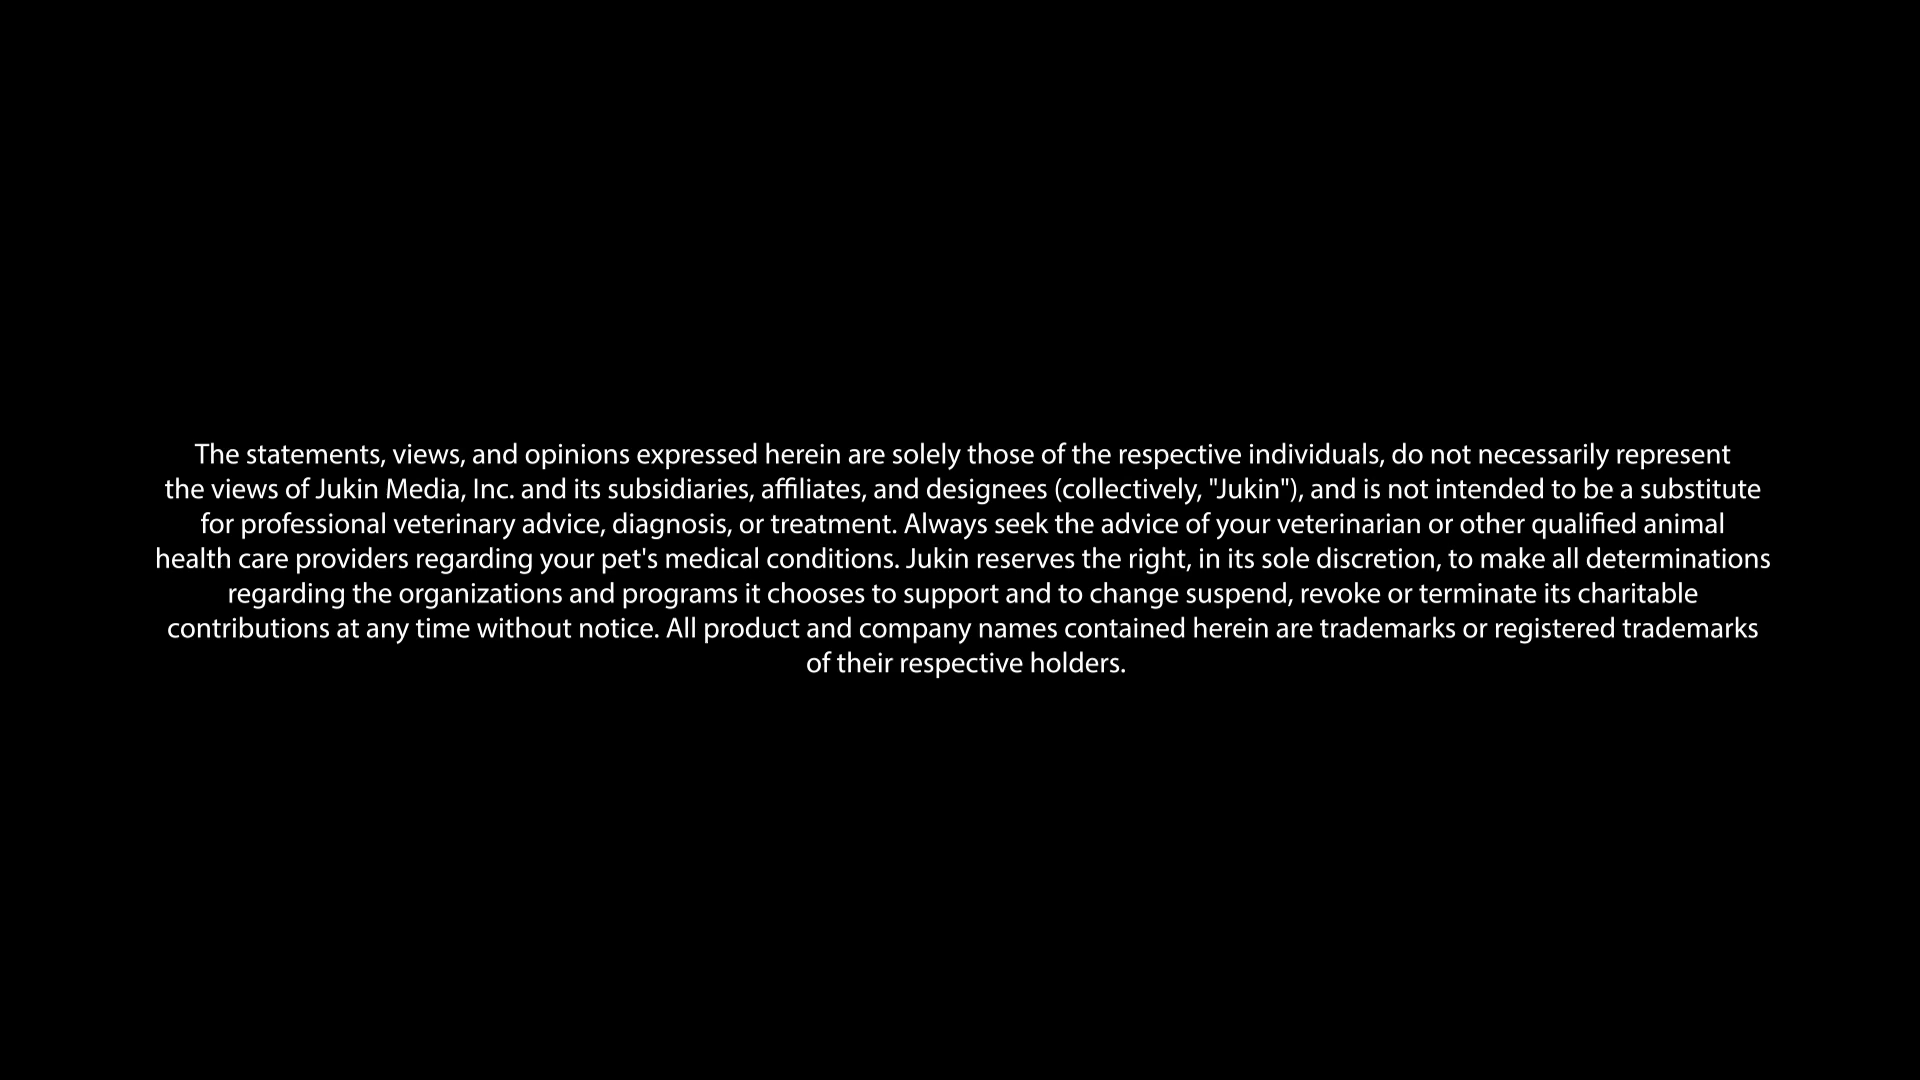 The statements, views, and opinions expressed herein are solely those of the respective individuals, do not necessarily represent
the views of Jukin Media, Inc. and its subsidiaries, affiliates, and designees (collectively, "Jukin"), and is not intended to be a substitute
for professional veterinary advice, diagnosis, or treatment. Always seek the advice of your veterinarian or other qualified animal
health care providers regarding your pet's medical conditions. Jukin reserves the right, in its sole discretion, to make all determinations
regarding the organizations and programs it chooses to support and to change suspend, revoke or terminate its charitable
contributions at any time without notice. All product and company names contained herein are trademarks or registered trademarks
of their respective holders.